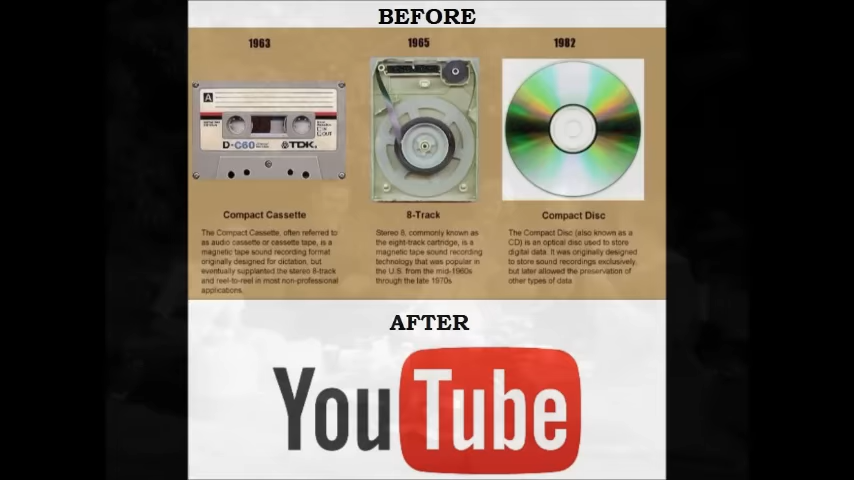 BEFORE
1963
1965
1982
A
D-C60
TDK.
Compact Cassette
8-Track
Compact Disc
The Compact Cassette, often referred to
as audio cassette or cassette tape, is a
magnetic tape sound recording format
originally designed for dictation, but
eventually supplanted the stereo 8-track
and reel-to-reel in most non-professional
applications.
Stereo 8, commonly known as
the eight-track cartridge, is a
magnetic tape sound recording
technology that was popular in
the U.S. from the mid-1960s
through the late 1970s
The Compact Disc (also known as a
CD) is an optical disc used to store
digital data. It was originally designed
to store sound recordings exclusively,
but later allowed the preservation of
other types of data
AFTER
YouTube